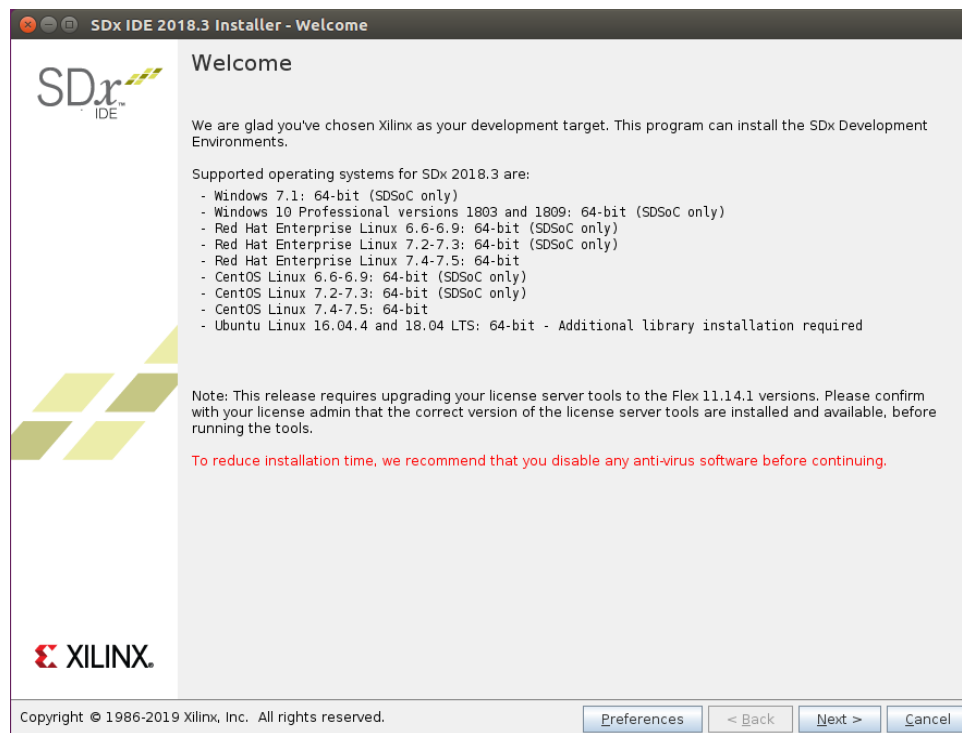 SDx IDE 2018.3 Installer - Welcome
SDx™
IDE
Welcome
We are glad you've chosen Xilinx as your development target. This program can install the SDx Development
Environments.
Supported operating systems for SDx 2018.3 are:
- Windows 7.1: 64-bit (SDSoC only)
- Windows 10 Professional versions 1803 and 1809: 64-bit (SDSoC only)
- Red Hat Enterprise Linux 6.6-6.9: 64-bit (SDSoC only)
- Red Hat Enterprise Linux 7.2-7.3: 64-bit (SDSoC only)
- Red Hat Enterprise Linux 7.4-7.5: 64-bit
- CentOS Linux 6.6-6.9: 64-bit (SDSoC only)
- CentOS Linux 7.2-7.3: 64-bit (SDSoC only)
- CentOS Linux 7.4-7.5: 64-bit
- Ubuntu Linux 16.04.4 and 18.04 LTS: 64-bit - Additional library installation required
Note: This release requires upgrading your license server tools to the Flex 11.14.1 versions. Please confirm
with your license admin that the correct version of the license server tools are installed and available, before
running the tools.
To reduce installation time, we recommend that you disable any anti-virus software before continuing.
XILINX.
Copyright © 1986-2019 Xilinx, Inc. All rights reserved.
Preferences
< Back
Next >
Cancel